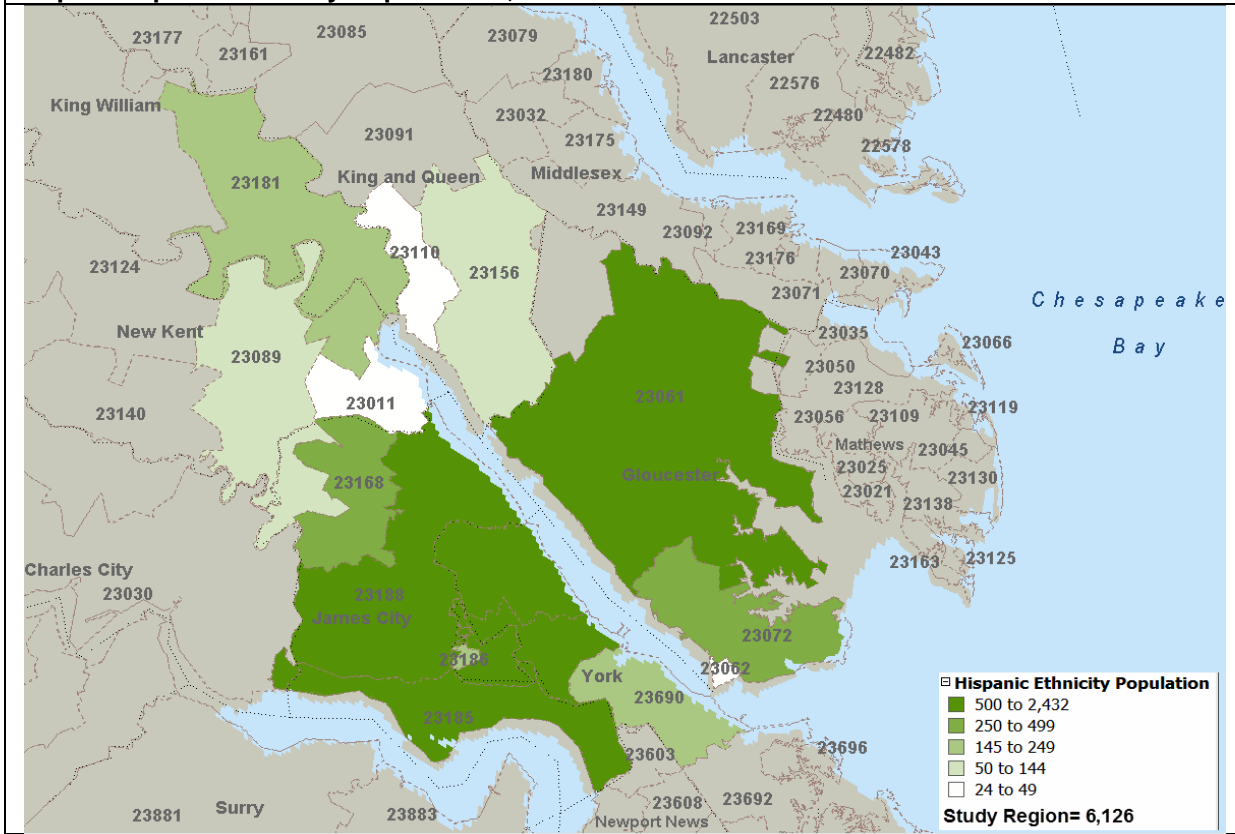 23177
23161
23085
23079
22503
Lancaster
22482
23180
22576
King William
23032
22480
23091
23175
22578
23181
King and Queen
Middlesex
23149
23092
23169
23110
23043
23124
23156
23176
23070
23071
Chesapeake
Bay
New Kent
23035
23066
23089
23050
23128
23061
23011
23119
23140
23056
23109
Mathews
23045
Gloucester
23025
23130
23168
23021
23138
23163
23125
Charles City
23030
23188
James City
23072
23186
23062
York
23690
23185
23603
23696
23608
23692
Surry
23881
23883
Newport News
Hispanic Ethnicity Population
500 to 2,432
250 to 499
145 to 249
50 to 144
24 to 49
Study Region= 6,126